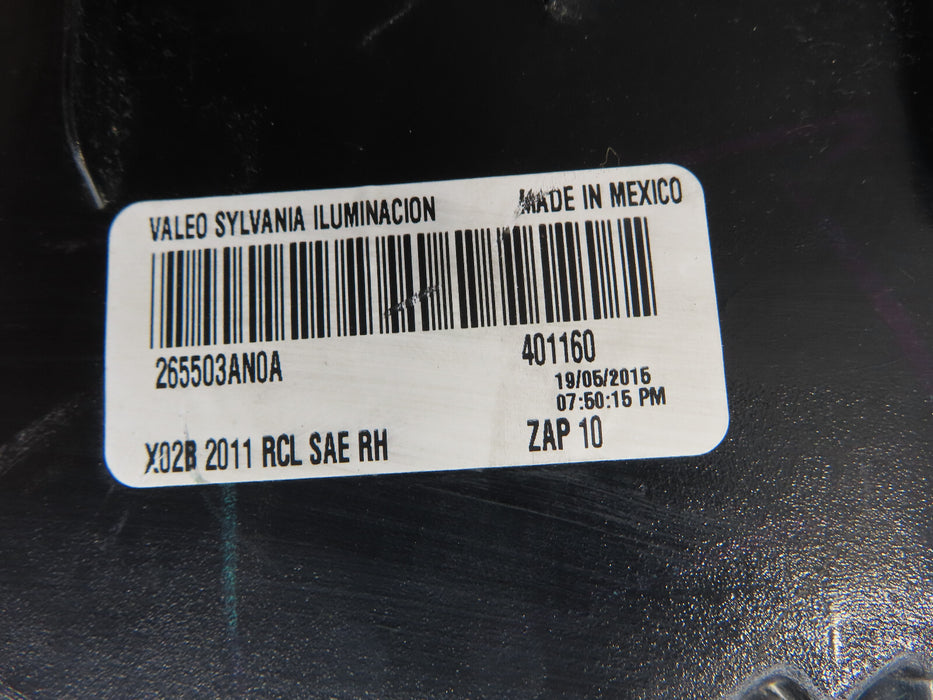 VALEO SYLVANIA ILUMINACION MADE IN MEXICO
265503AN0A 401160
19/05/2015
07:50:15 PM
X02B 2011 RCL SAE RH ZAP 10